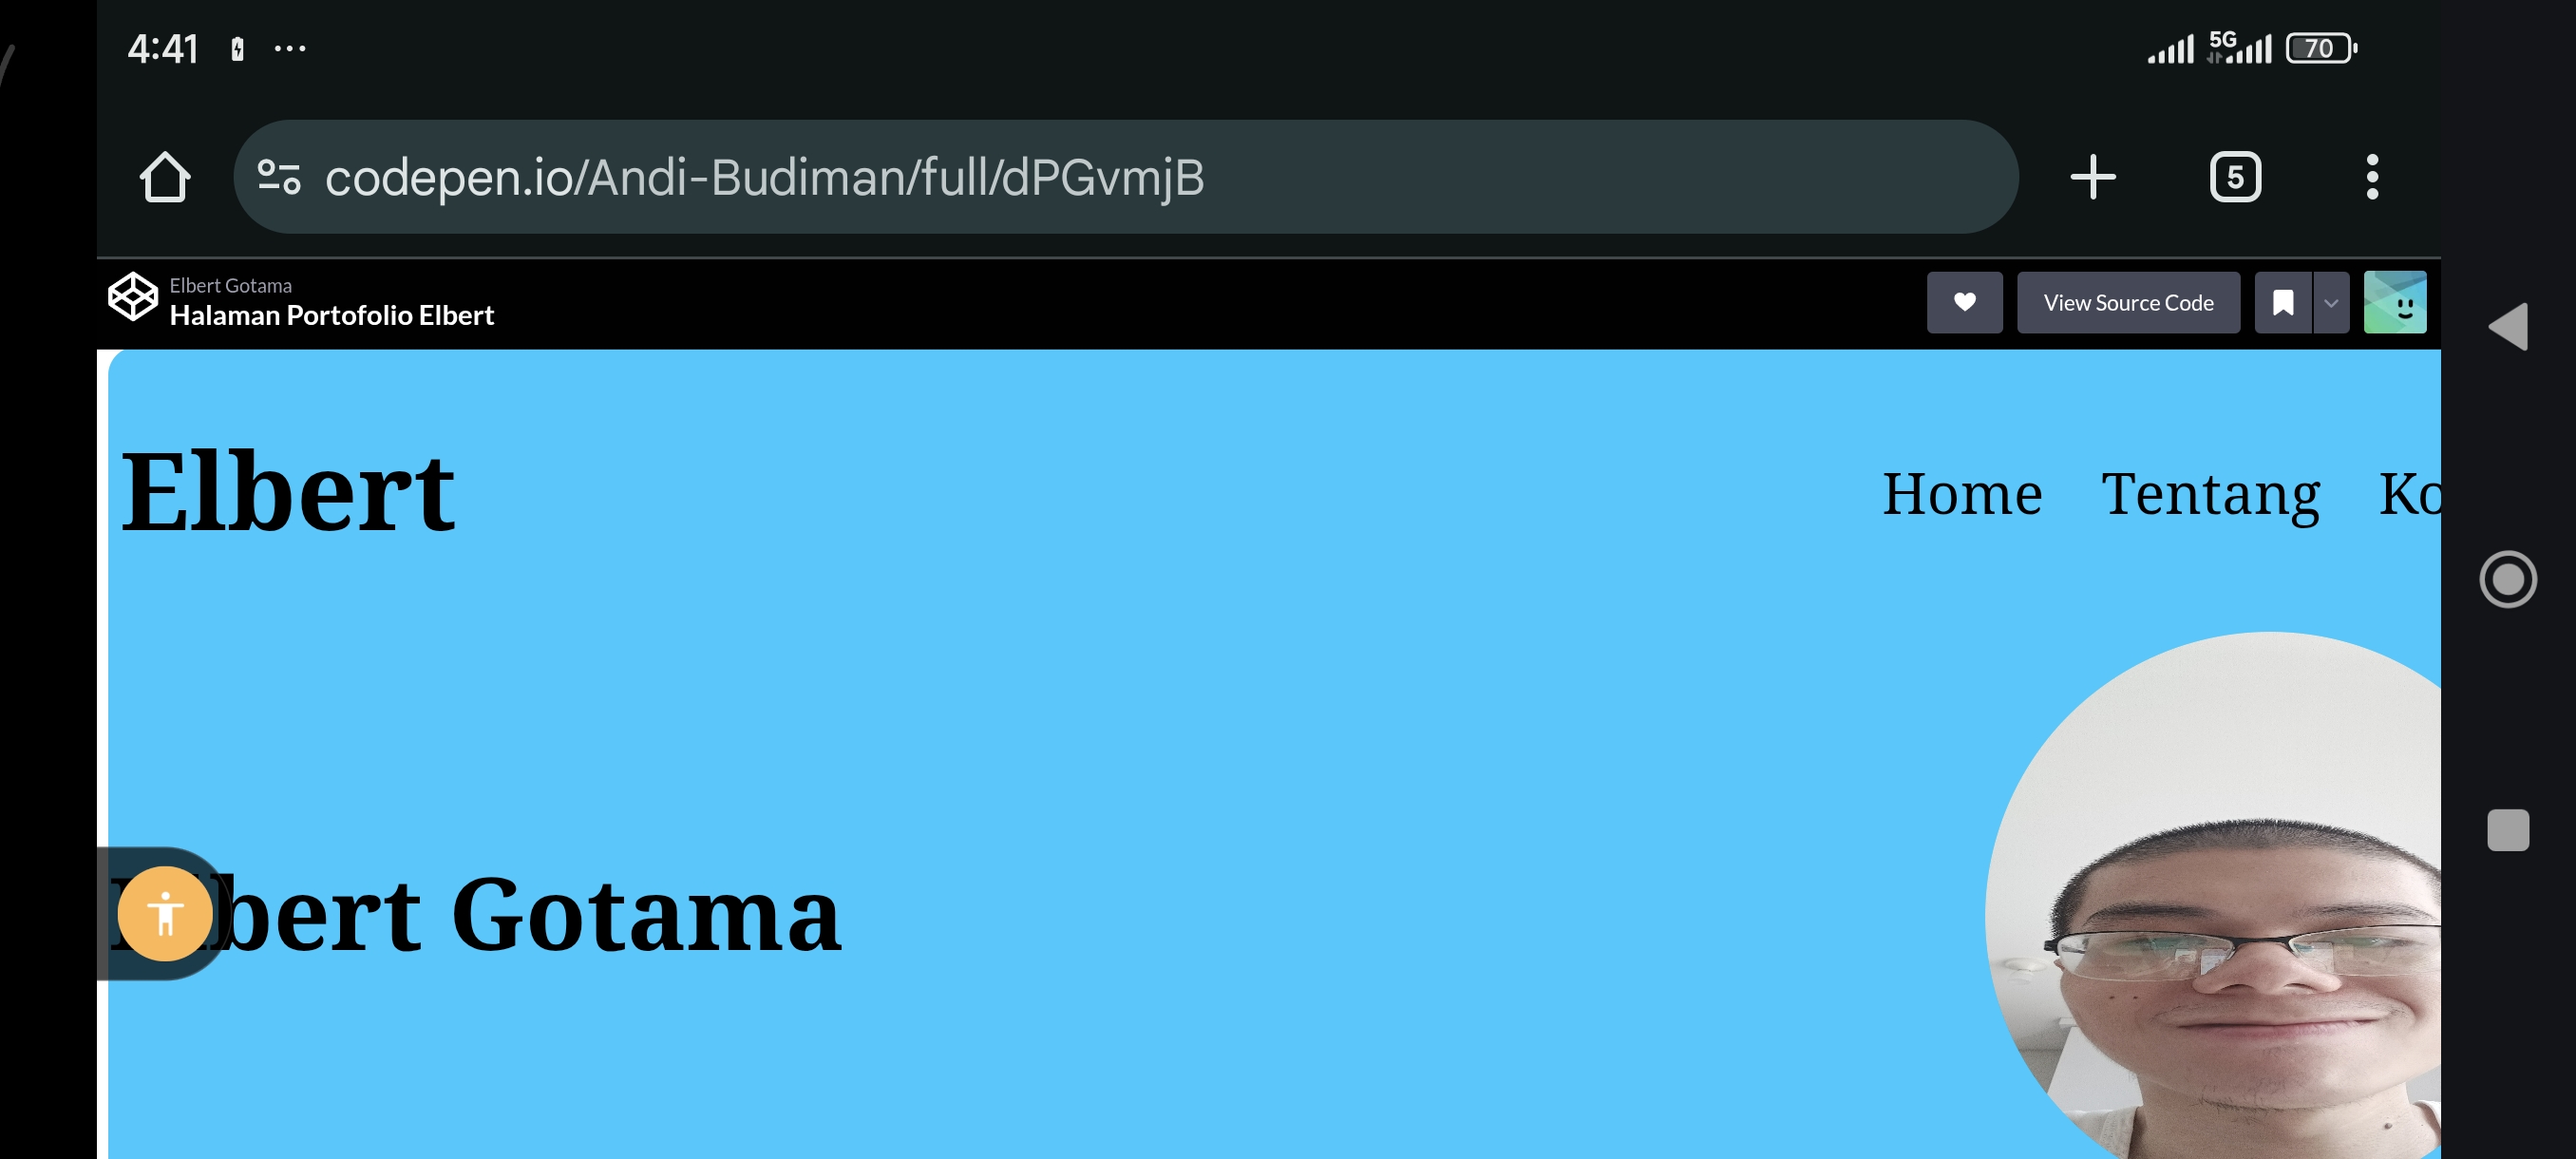 4:41
5G
70
codepen.io/Andi-Budiman/full/dPGvmjB
5
Elbert Gotama
Halaman Portofolio Elbert
View Source Code
Elbert
Home Tentang Ko
bert Gotama